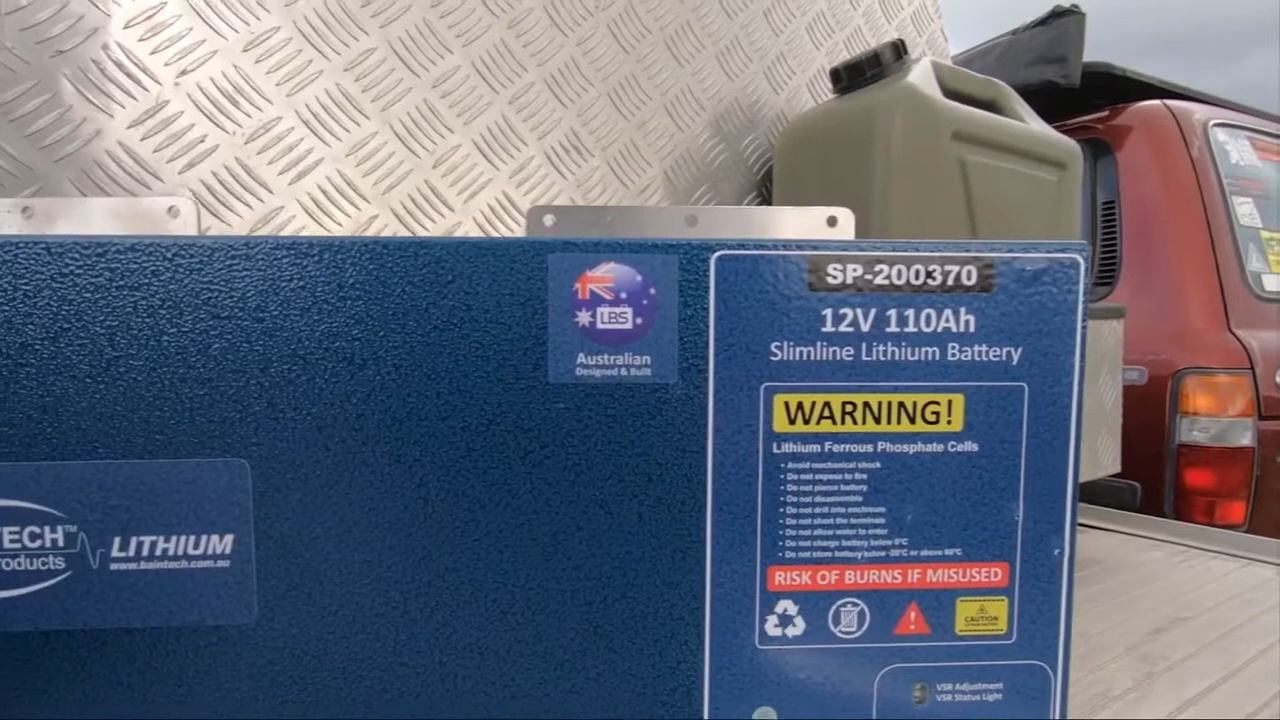 SP-200370
12V 110Ah
Slimline Lithium Battery
LBS
Australian
Designed & Built
WARNING!
Lithium Ferrous Phosphate Cells
• Avoid mechanical shock
• Do not expose to fire
• Do not pierse battery
• Do not disassemble
• Do not drill into enclosure
• Do not short the terminals
• Do not allow water to enter
• Do not charge battery below 0°C
• Do not store battery below -20°C or above 60°C
RISK OF BURNS IF MISUSED
CAUTION
TECH™
roducts
LITHIUM
www.baintech.com.au
VSR Adjustment
VSR Status Light